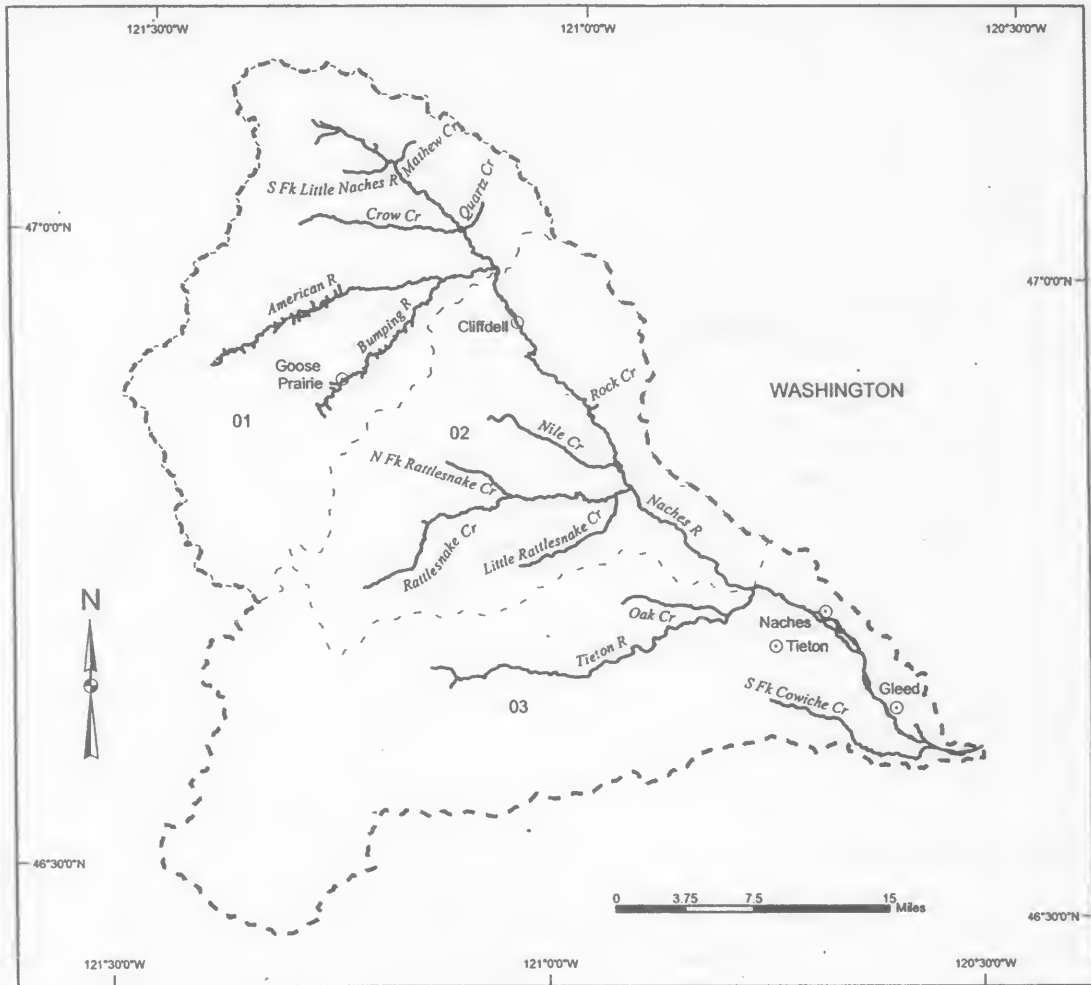 121°30'0"W
121°0'0"W
120°30'0"W
Mathew Cr
S Fk Little Naches R
Quartz Cr
Crow Cr
47°0'0"N
47°0'0"N
American R
Bumping R
Cliffdell
Goose
Prairie
Rock Cr
WASHINGTON
01
02
Nile Cr
N Fk Rattlesnake Cr
Naches R
Rattlesnake Cr
Little Rattlesnake Cr
N
Oak Cr
Naches
Tieton
Tieton R
Gleed
S Fk Cowiche Cr
03
46°30'0"N
0 3.75 7.5 15
Miles
46°30'0"N
121°30'0"W
121°0'0"W
120°30'0"W